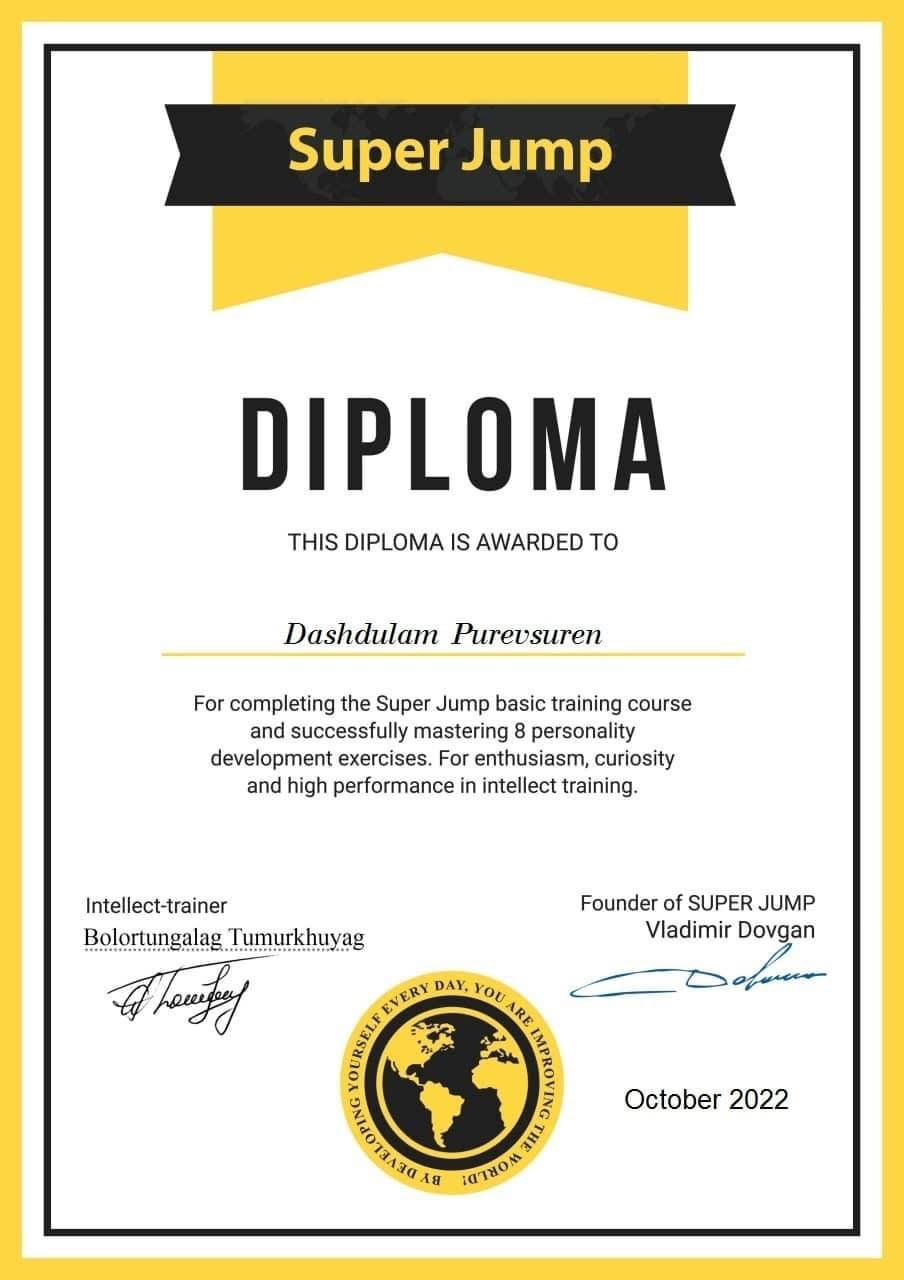 Super Jump
DIPLOMA
THIS DIPLOMA IS AWARDED TO
Dashdulam Purevsuren
For completing the Super Jump basic training course
and successfully mastering 8 personality
development exercises. For enthusiasm, curiosity
and high performance in intellect training.
Intellect-trainer
Bolortungalag Tumurkhuyag
Founder of SUPER JUMP
Vladimir Dovgan
BY DEVELOPING YOURSELF EVERY DAY, YOU ARE IMPROVING THE WORLD!
October 2022